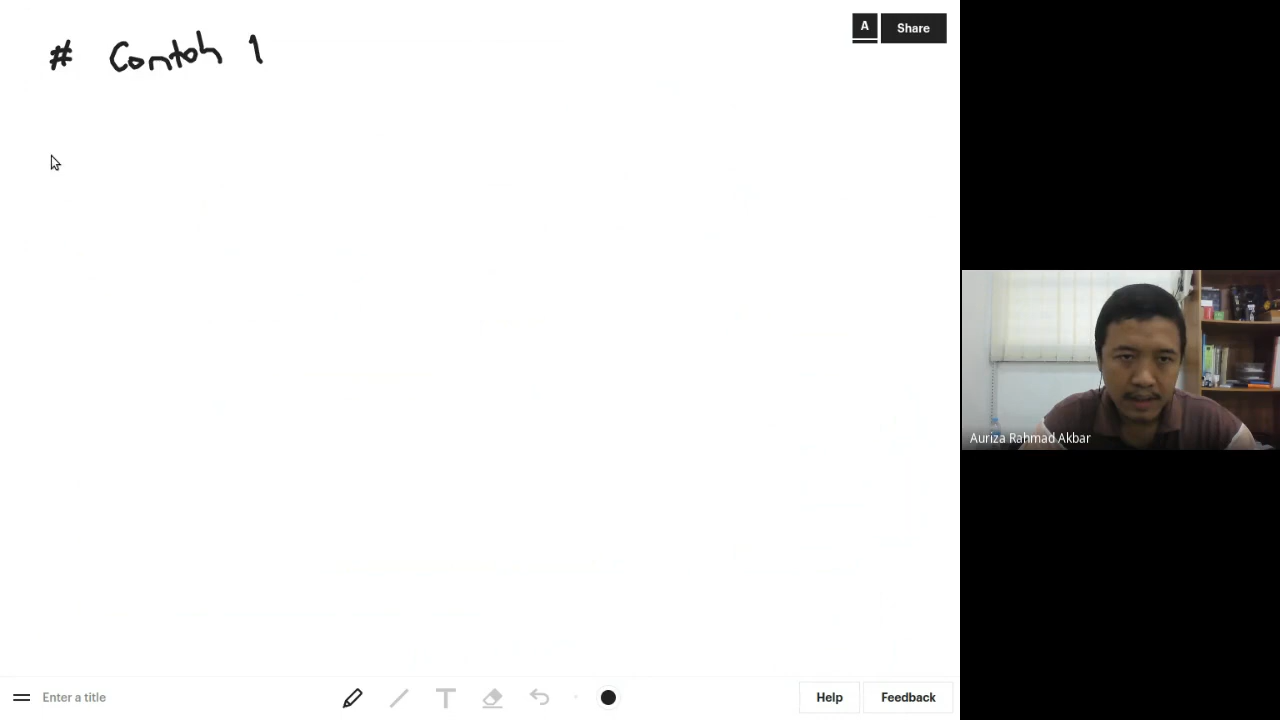 # Contoh 1
A
Share
Auriza Rahmad Akbar
Enter a title
T
Help
Feedback